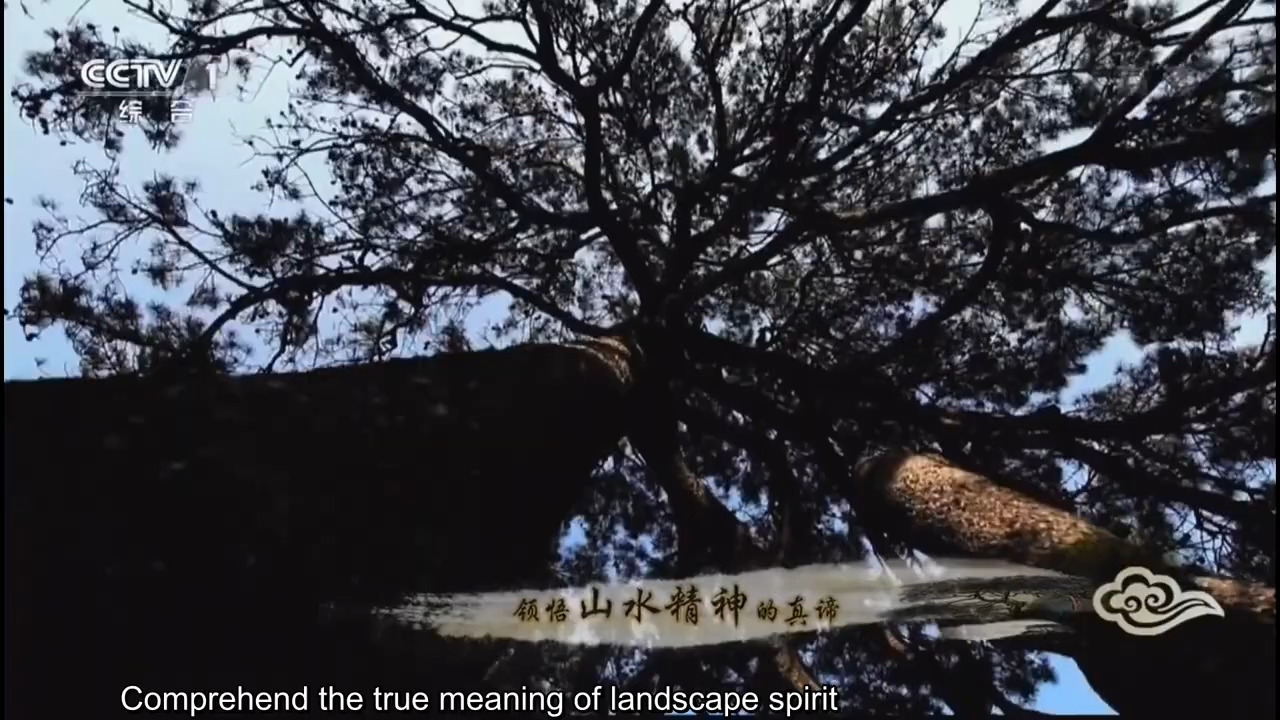 CCTV 1
综合
领悟山水精神的真谛
Comprehend the true meaning of landscape spirit